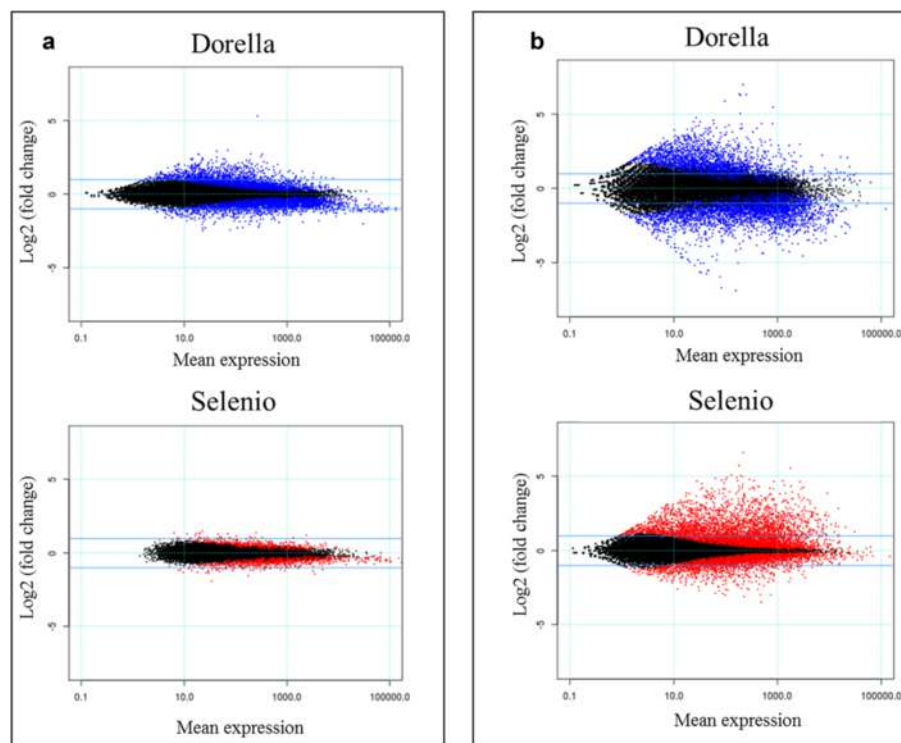 a
Dorella
Log2 (fold change)
5
0
-5
0.1 10.0 1000.0 100000.0
Mean expression
Selenio
Log2 (fold change)
5
0
-5
0.1 10.0 1000.0 100000.0
Mean expression
b
Dorella
Log2 (fold change)
5
0
-5
0.1 10.0 1000.0 100000.0
Mean expression
Selenio
Log2 (fold change)
5
0
-5
0.1 10.0 1000.0 100000.0
Mean expression